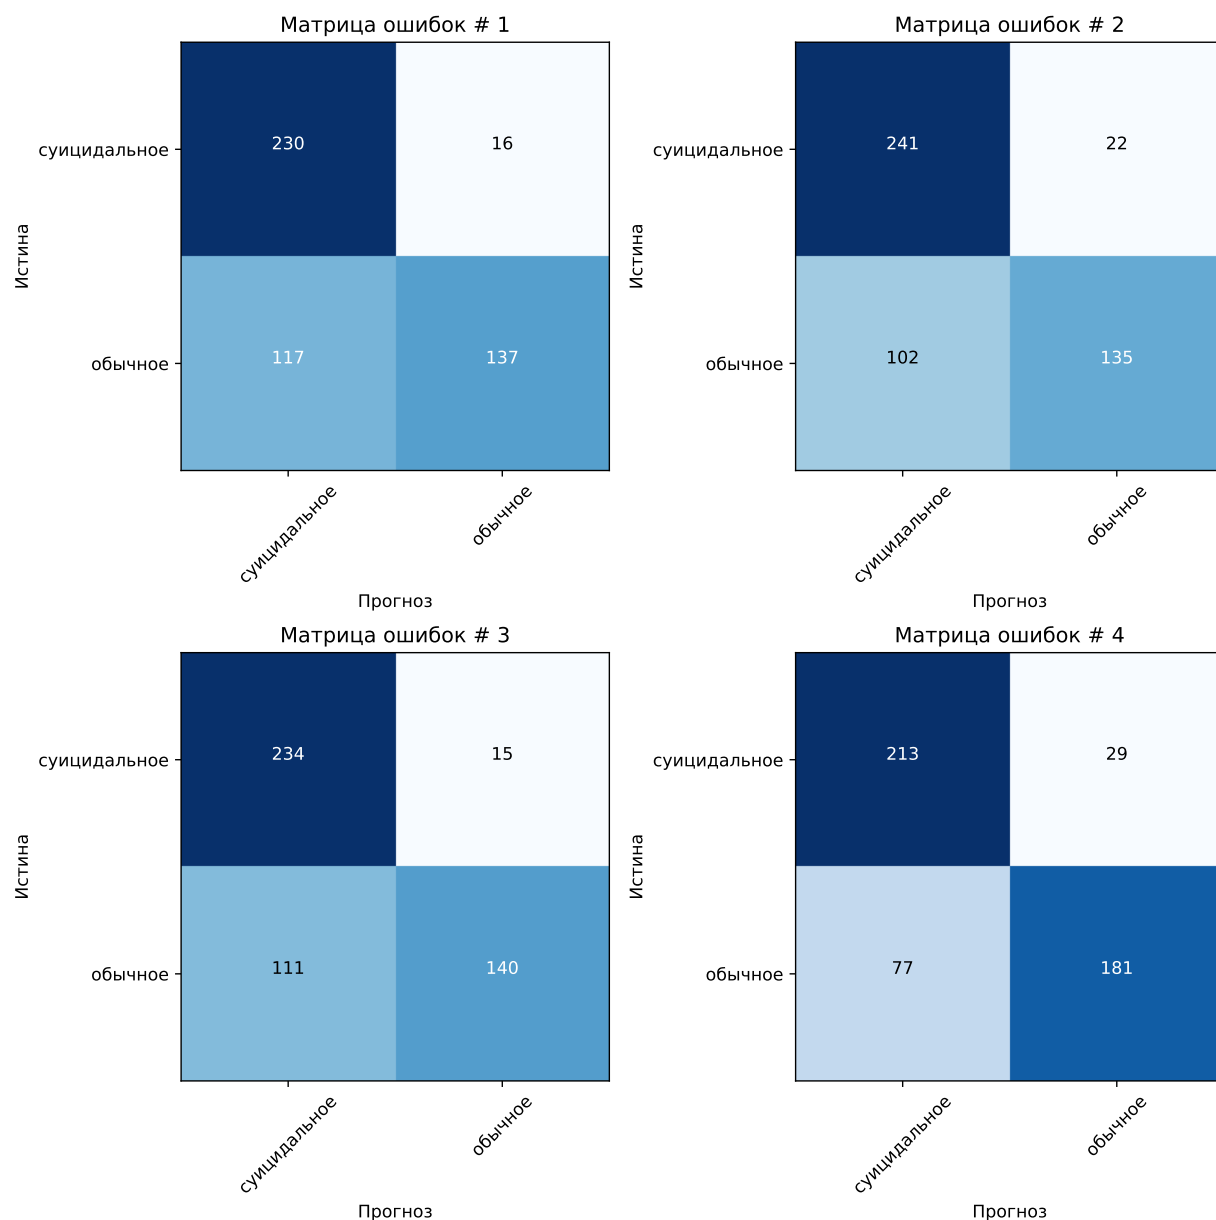 Матрица ошибок # 1
суицидальное
230
16
обычное
117
137
Истина
суицидальное
обычное
Прогноз
Матрица ошибок # 2
суицидальное
241
22
обычное
102
135
Истина
суицидальное
обычное
Прогноз
Матрица ошибок # 3
суицидальное
234
15
обычное
111
140
Истина
суицидальное
обычное
Прогноз
Матрица ошибок # 4
суицидальное
213
29
обычное
77
181
Истина
суицидальное
обычное
Прогноз